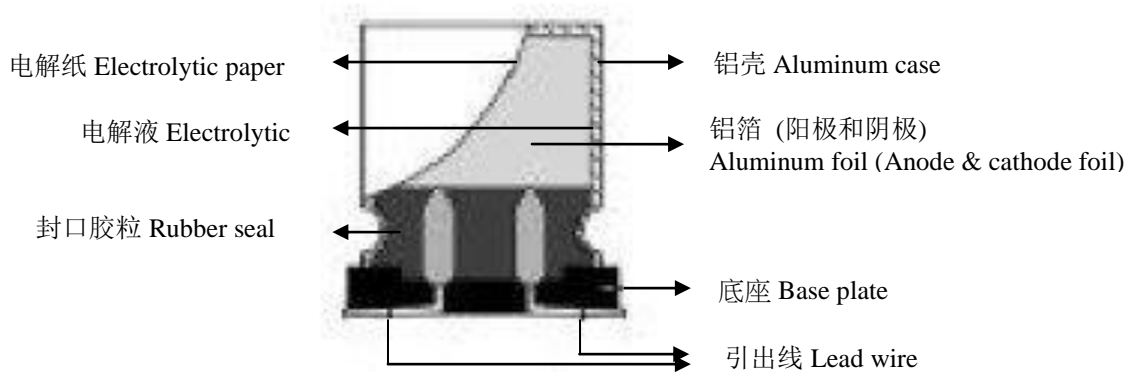 电解纸 Electrolytic paper
电解液 Electrolytic
封口胶粒 Rubber seal
铝壳 Aluminum case
铝箔 (阳极和阴极)
Aluminum foil (Anode & cathode foil)
底座 Base plate
引出线 Lead wire